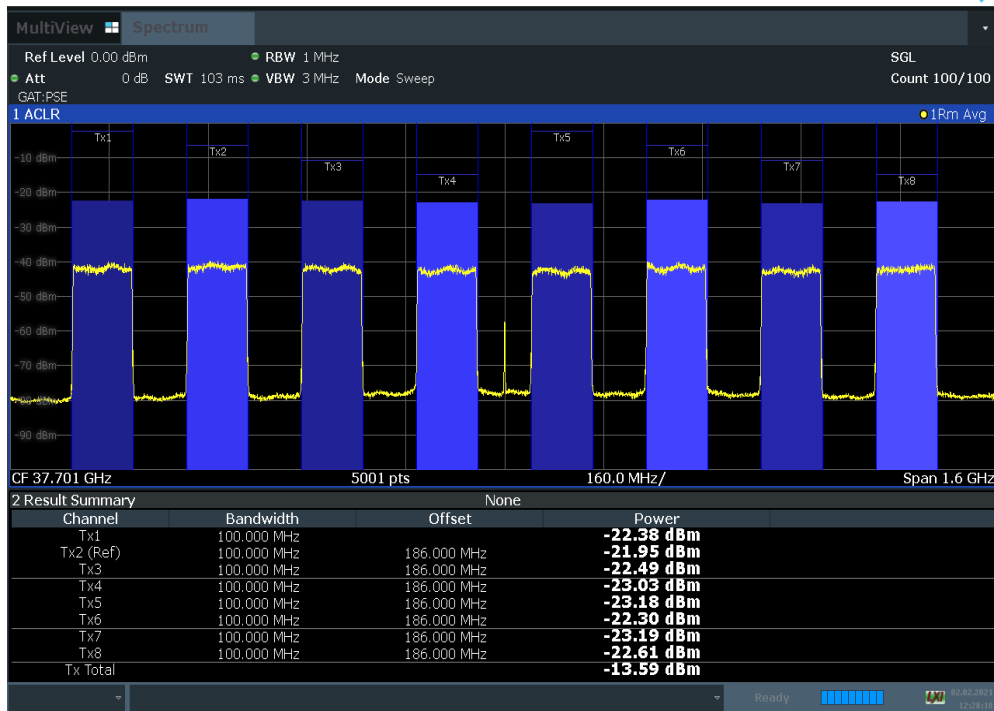 MultiView Spectrum
Ref Level 0.00 dBm RBW 1 MHz SGL
Att 0 dB SWT 103 ms VBW 3 MHz Mode Sweep Count 100/100
GAT:PSE
1 ACLR 1Rm Avg
Tx1 Tx5
Tx2 Tx6
-10 dBm
Tx3 Tx7
Tx4 Tx8
-20 dBm
-30 dBm
-40 dBm
-50 dBm
-60 dBm
-70 dBm
-80 dBm
-90 dBm
CF 37.701 GHz 5001 pts 160.0 MHz/ Span 1.6 GHz
2 Result Summary None
Channel Bandwidth Offset Power
Tx1 100.000 MHz -22.38 dBm
Tx2 (Ref) 100.000 MHz 186.000 MHz -21.95 dBm
Tx3 100.000 MHz 186.000 MHz -22.49 dBm
Tx4 100.000 MHz 186.000 MHz -23.03 dBm
Tx5 100.000 MHz 186.000 MHz -23.18 dBm
Tx6 100.000 MHz 186.000 MHz -22.30 dBm
Tx7 100.000 MHz 186.000 MHz -23.19 dBm
Tx8 100.000 MHz 186.000 MHz -22.61 dBm
Tx Total -13.59 dBm
Ready 02.02.2021